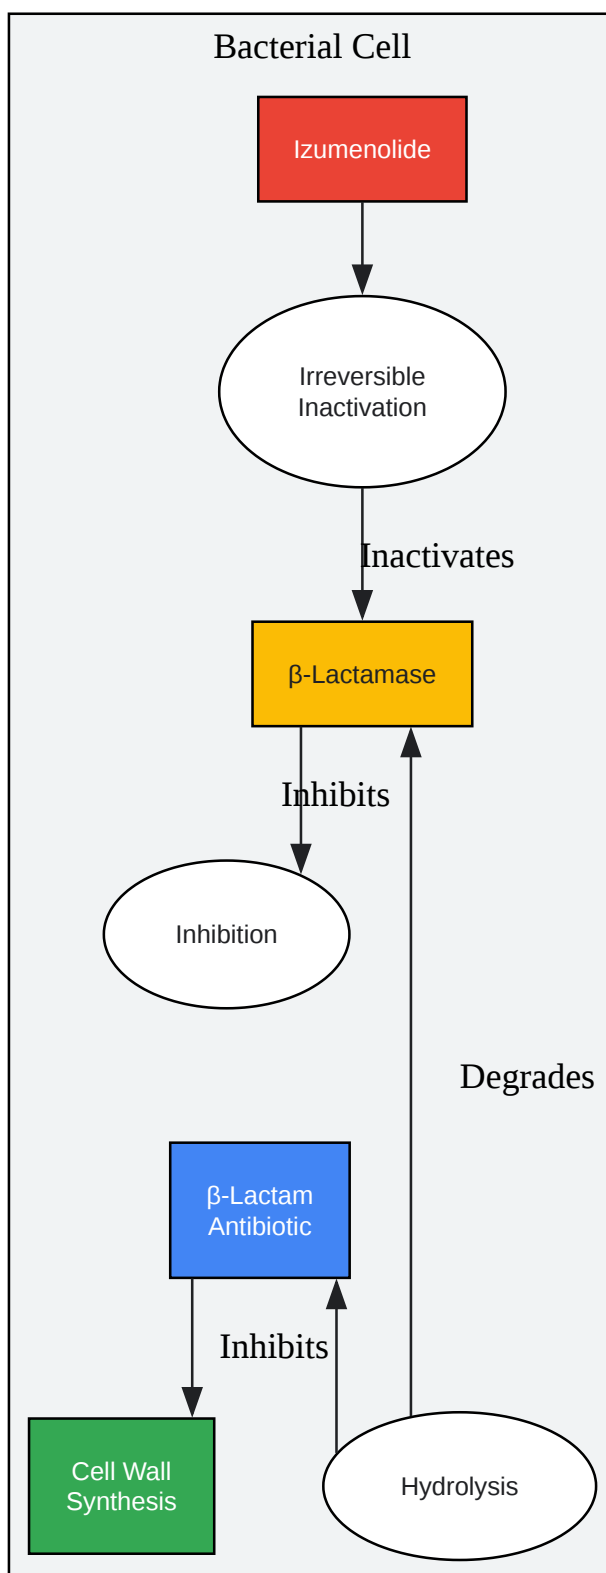 Bacterial Cell
Izumenolide
Irreversible
Inactivation
Inactivates
β-Lactamase
Inhibits
Inhibition
Degrades
β-Lactam
Antibiotic
Inhibits
Cell Wall
Synthesis
Hydrolysis